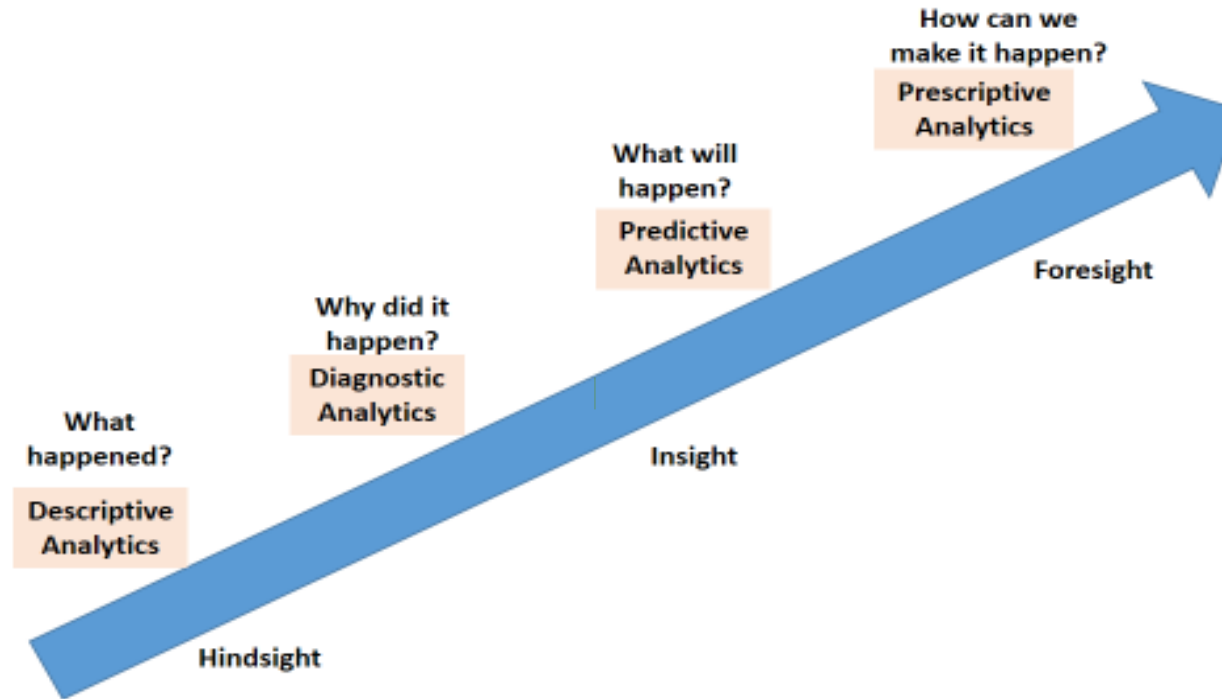 How can we
make it happen?
Prescriptive
Analytics
What will
happen?
Predictive
Analytics
Foresight
Why did it
happen?
Diagnostic
Analytics
What
happened?
Insight
Descriptive
Analytics
Hindsight